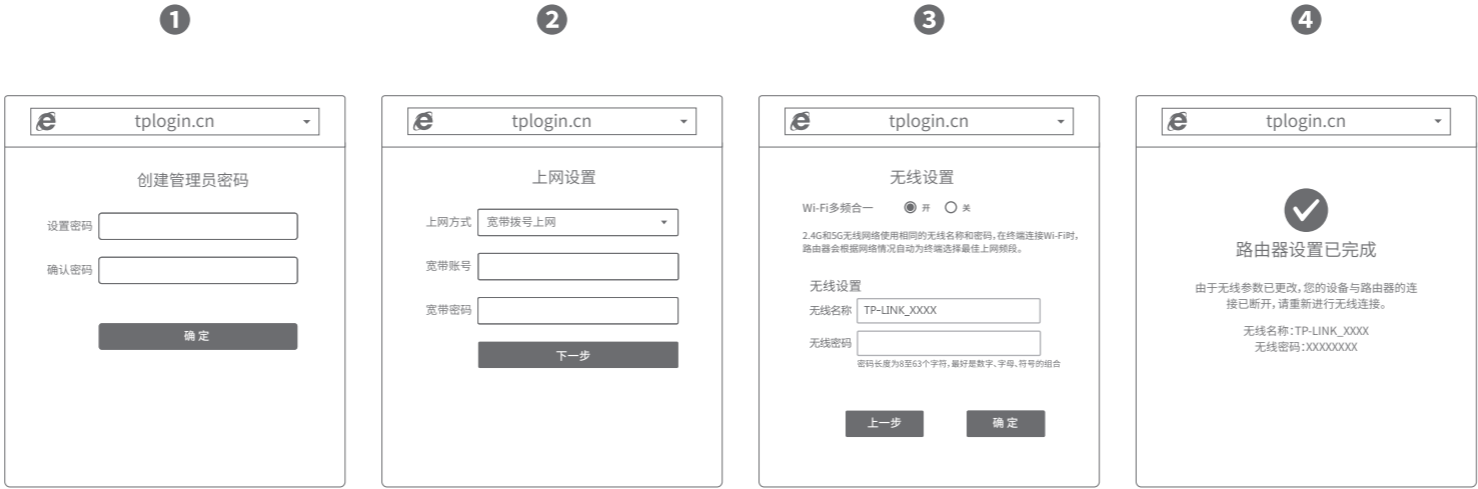 1
2
3
4
tplogin.cn
创建管理员密码
设置密码
确认密码
确 定
tplogin.cn
上网设置
上网方式 宽带拨号上网
宽带账号
宽带密码
下一步
tplogin.cn
无线设置
Wi-Fi多频合一 开 关
2.4G和5G无线网络使用相同的无线名称和密码,在终端连接Wi-Fi时,
路由器会根据网络情况自动为终端选择最佳上网频段。
无线设置
无线名称 TP-LINK_XXXX
无线密码
密码长度为8至63个字符,最好是数字、字母、符号的组合
上一步 确 定
tplogin.cn
路由器设置已完成
由于无线参数已更改,您的设备与路由器的连
接已断开,请重新进行无线连接。
无线名称:TP-LINK_XXXX
无线密码:XXXXXXXX